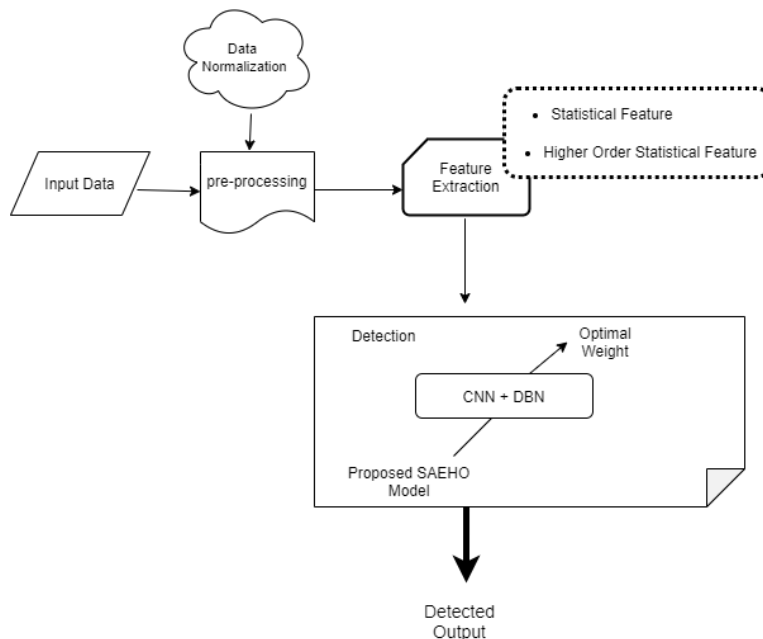 Data
Normalization
Statistical Feature
Higher Order Statistical Feature
Input Data
pre-processing
Feature
Extraction
Detection
Optimal
Weight
CNN + DBN
Proposed SAEHO
Model
Detected
Output